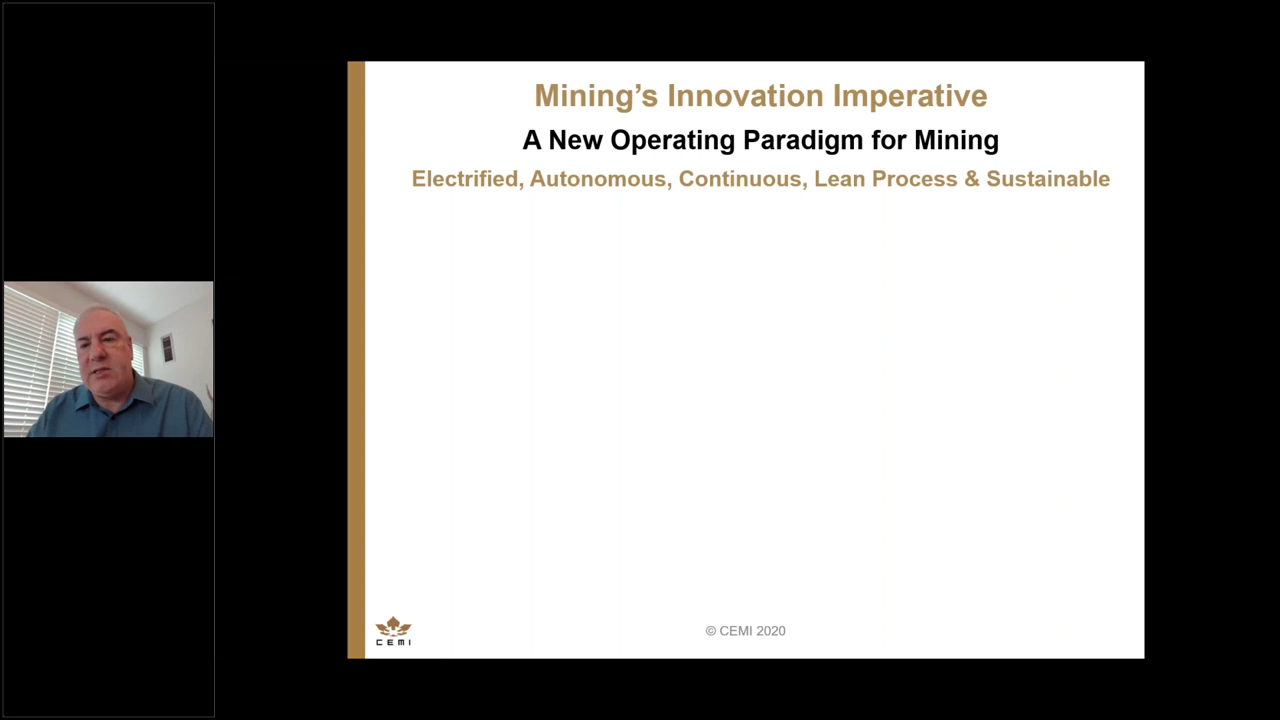 Mining’s Innovation Imperative
A New Operating Paradigm for Mining
Electrified, Autonomous, Continuous, Lean Process & Sustainable
CEMI
© CEMI 2020